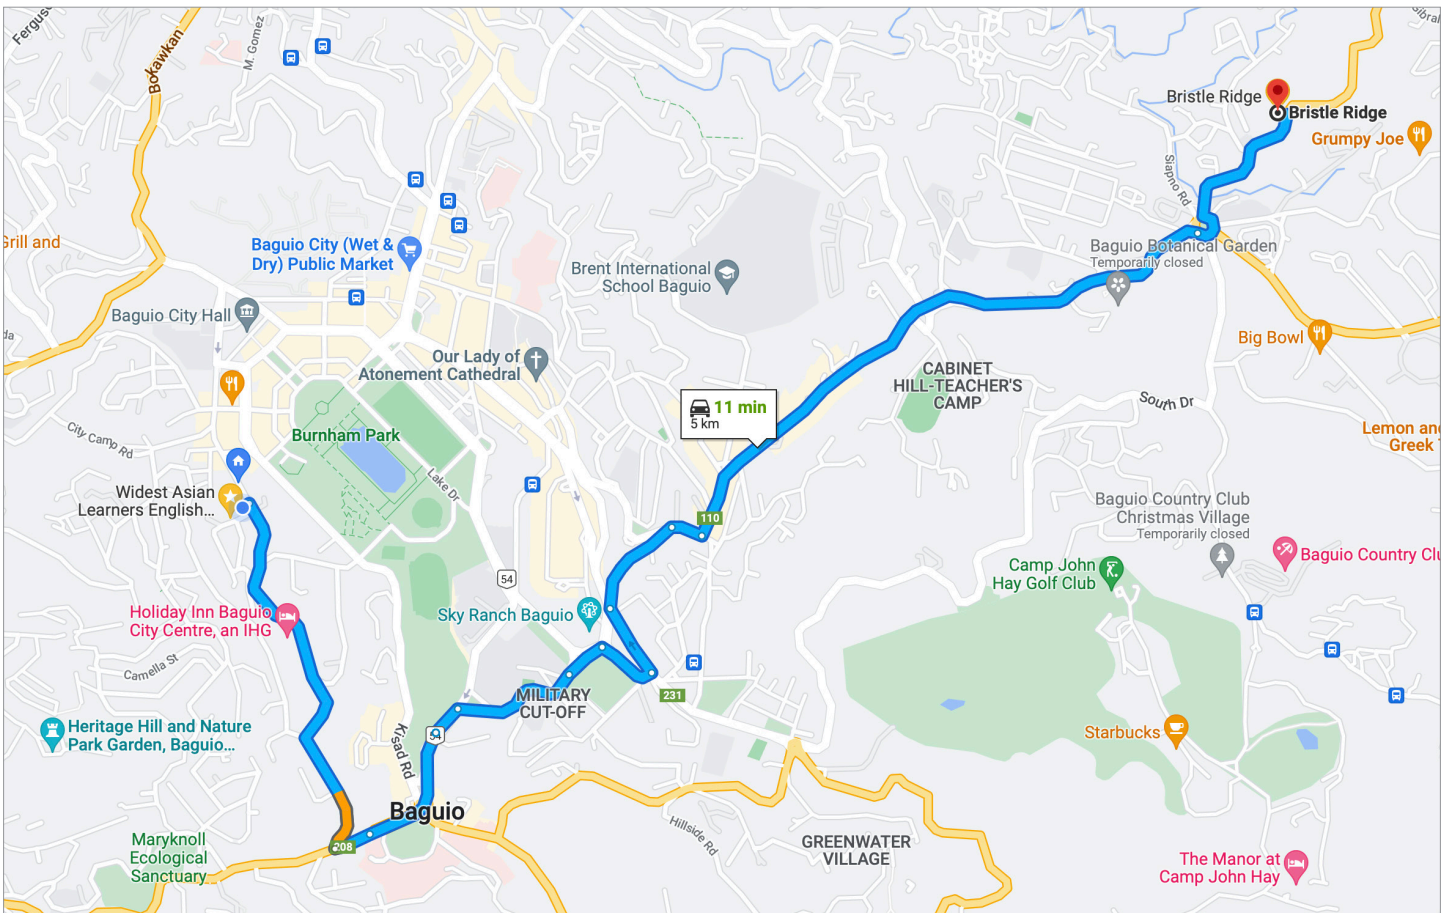 Bokawkan
M. Gomez
Bristle Ridge
Bristle Ridge
Grumpy Joe
Siapno Rd
Grill and
Baguio City (Wet &
Dry) Public Market
Baguio Botanical Garden
Temporarily closed
Brent International
School Baguio
Baguio City Hall
Big Bowl
Our Lady of
Atonement Cathedral
CABINET
HILL-TEACHER'S
CAMP
11 min
5 km
South Dr
City Camp Rd
Burnham Park
Lake Dr
Lemon and
Greek
Widest Asian
Learners English...
Baguio Country Club
Christmas Village
Temporarily closed
110
Baguio Country Clu
Camp John
Hay Golf Club
54
Holiday Inn Baguio
City Centre, an IHG
Sky Ranch Baguio
Camella St
MILITARY
CUT-OFF
231
Heritage Hill and Nature
Park Garden, Baguio...
54
Kisad Rd
Starbucks
Baguio
208
Maryknoll
Ecological
Sanctuary
Hillside Rd
GREENWATER
VILLAGE
The Manor at
Camp John Hay